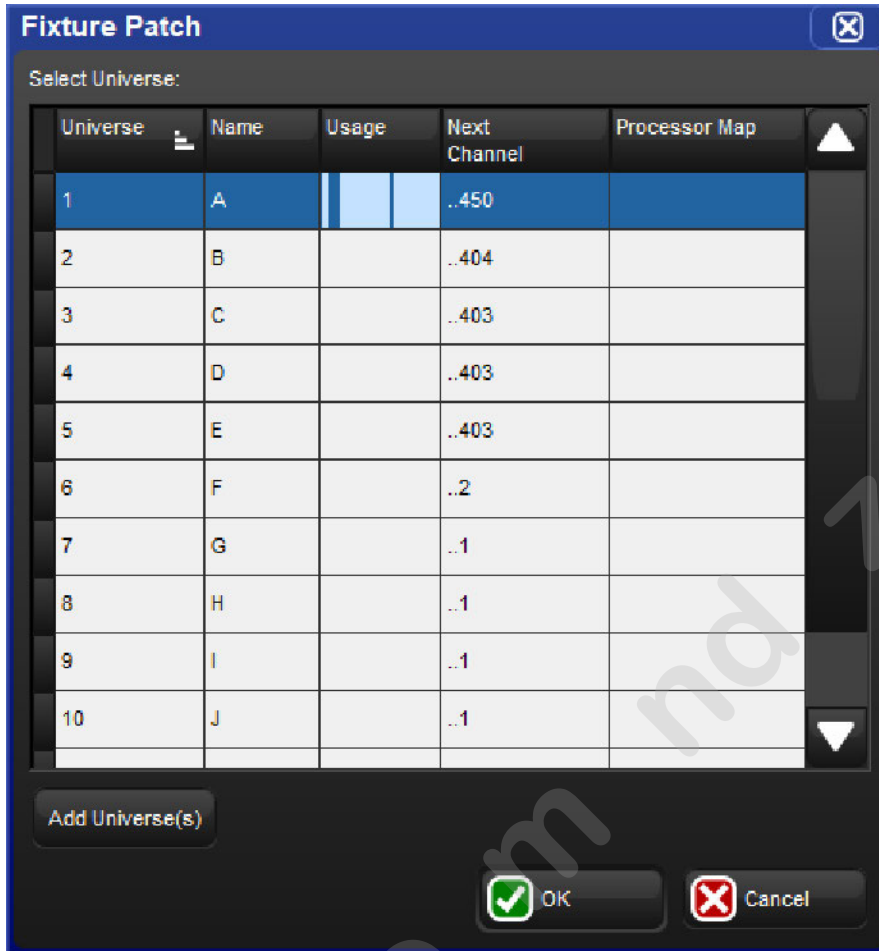 Fixture Patch
Select Universe:
Universe Name Usage Next Channel Processor Map
1 A ..450
2 B ..404
3 C ..403
4 D ..403
5 E ..403
6 F ..2
7 G ..1
8 H ..1
9 I ..1
10 J ..1
Add Universe(s)
OK Cancel